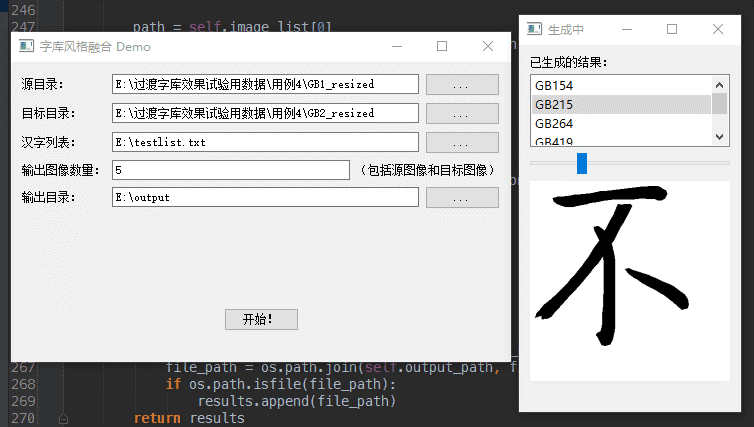 246
247 path = self.image_list[0]
字库风格融合 Demo
源目录： E:\过渡字库效果试验用数据\用例4\GB1_resized ...
目标目录： E:\过渡字库效果试验用数据\用例4\GB2_resized ...
汉字列表： E:\testlist.txt ...
输出图像数量： 5 （包括源图像和目标图像）
输出目录： E:\output ...
开始！
267 file_path = os.path.join(self.output_path, f
268 if os.path.isfile(file_path):
269 results.append(file_path)
270 return results
生成中
已生成的结果：
GB154
GB215
GB264
GB419
不